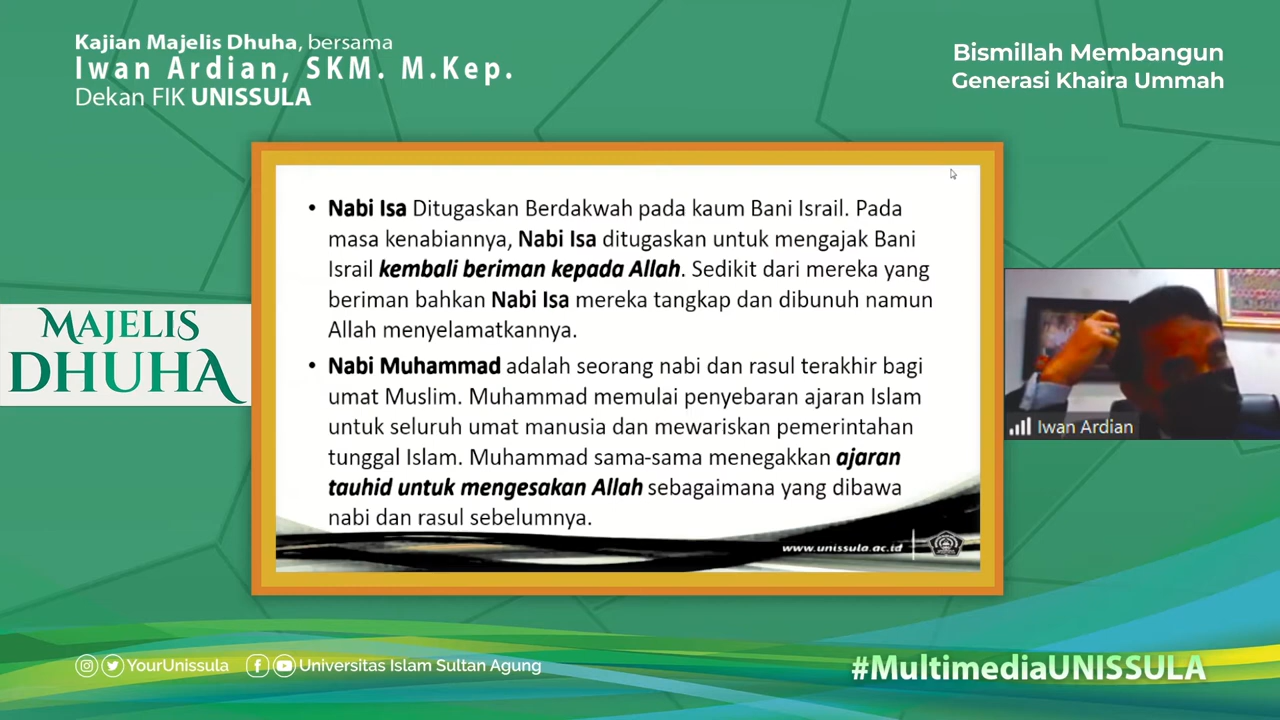 Kajian Majelis Dhuha, bersama
Iwan Ardian, SKM. M.Kep.
Dekan FIK UNISSULA
Bismillah Membangun
Generasi Khaira Ummah
MAJELIS
DHUHA
• Nabi Isa Ditugaskan Berdakwah pada kaum Bani Israil. Pada
masa kenabiannya, Nabi Isa ditugaskan untuk mengajak Bani
Israil kembali beriman kepada Allah. Sedikit dari mereka yang
beriman bahkan Nabi Isa mereka tangkap dan dibunuh namun
Allah menyelamatkannya.
• Nabi Muhammad adalah seorang nabi dan rasul terakhir bagi
umat Muslim. Muhammad memulai penyebaran ajaran Islam
untuk seluruh umat manusia dan mewariskan pemerintahan
tunggal Islam. Muhammad sama-sama menegakkan ajaran
tauhid untuk mengesakan Allah sebagaimana yang dibawa
nabi dan rasul sebelumnya.
www.unissula.ac.id
Iwan Ardian
YourUnissula
Universitas Islam Sultan Agung
#MultimediaUNISSULA